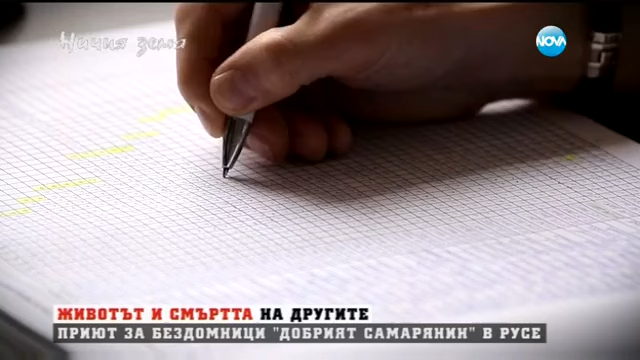 Ничия земя
NOVA
ЖИВОТЪТ И СМЪРТТА НА ДРУГИТЕ
ПРИЮТ ЗА БЕЗДОМНИЦИ "ДОБРИЯТ САМАРЯНИН" В РУСЕ